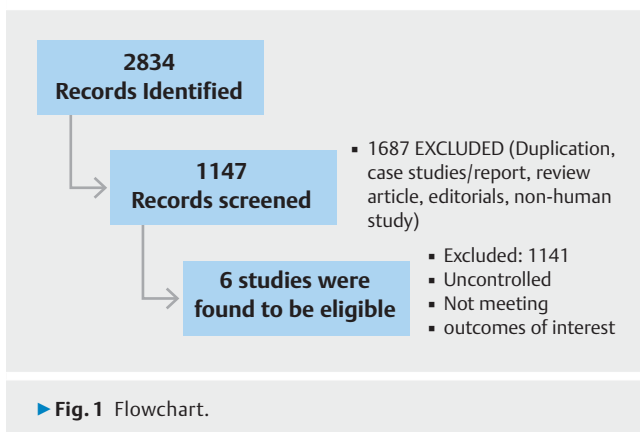 2834
Records Identified
1147
Records screened
▪ 1687 EXCLUDED (Duplication,
case studies/report, review
article, editorials, non-human
study)
6 studies were
found to be eligible
▪ Excluded: 1141
▪ Uncontrolled
▪ Not meeting
▪ outcomes of interest
▶ Fig. 1 Flowchart.